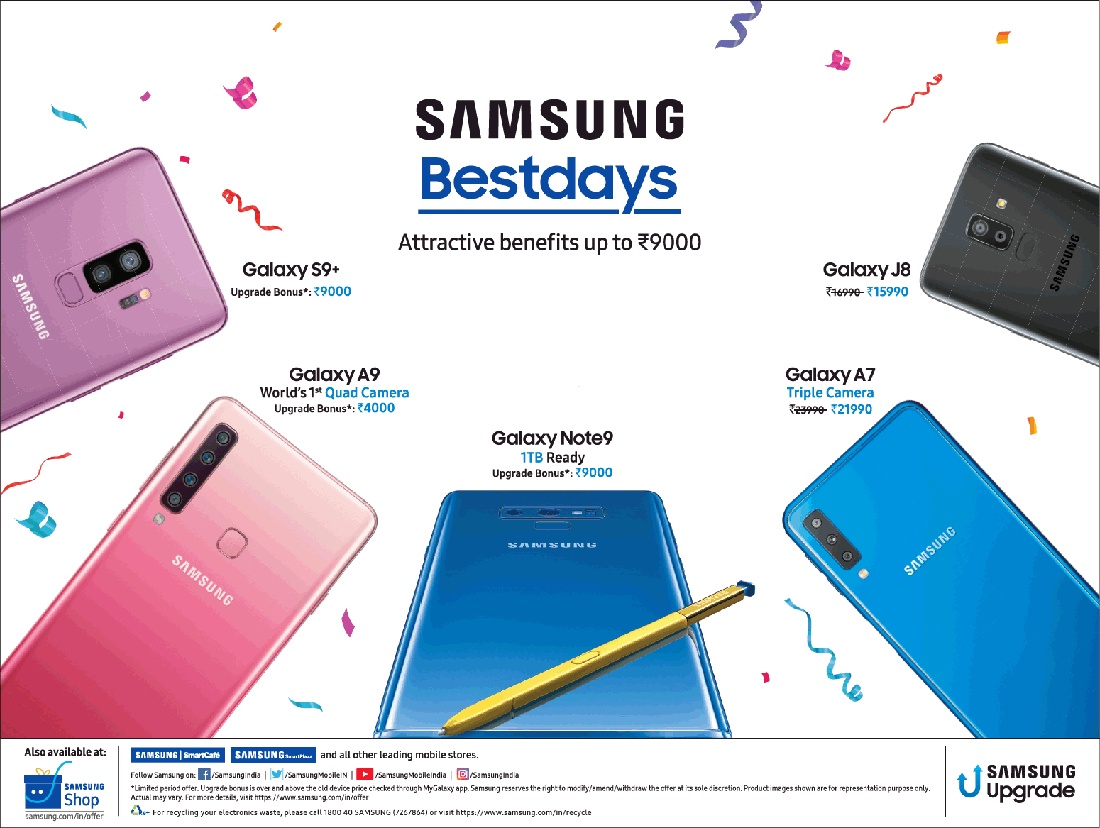 SAMSUNG
Bestdays
Attractive benefits up to ₹9000
Galaxy S9+
Upgrade Bonus*: ₹9000
SAMSUNG
Galaxy J8
₹16990 ₹15990
SAMSUNG
Galaxy A9
World's 1st Quad Camera
Upgrade Bonus*: ₹4000
SAMSUNG
Galaxy A7
Triple Camera
₹23990 ₹21990
SAMSUNG
Galaxy Note9
1TB Ready
Upgrade Bonus*: ₹9000
SAMSUNG
Also available at:
SAMSUNG
Shop
samsung.com/in/offer
SAMSUNG | SmartCafé SAMSUNG SmartPlaza and all other leading mobile stores.
Follow Samsung on: f /SamsungIndia | /SamsungMobileIN | /SamsungMobileIndia | /SamsungIndia
*Limited period offer. Upgrade bonus is over and above the old device price checked through MyGalaxy app. Samsung reserves the right to modify/amend/withdraw the offer at its sole discretion. Product images shown are for representation purpose only.
Actual may vary. For more details, visit https://www.samsung.com/in/offer
For recycling your electronics waste, please call 1800 40 SAMSUNG (7267864) or visit https://www.samsung.com/in/recycle
SAMSUNG
Upgrade